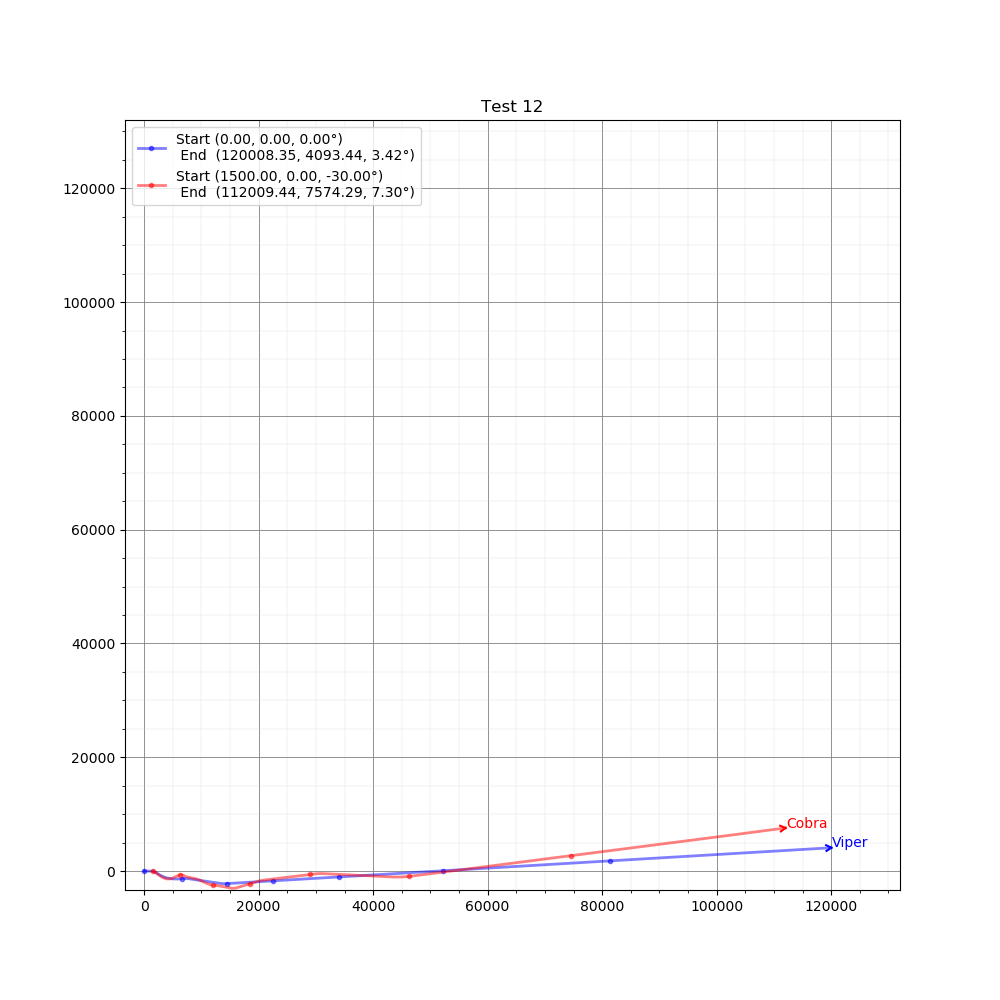 Test 12
Start (0.00, 0.00, 0.00°)
End (120008.35, 4093.44, 3.42°)
Start (1500.00, 0.00, -30.00°)
End (112009.44, 7574.29, 7.30°)
120000
100000
80000
60000
40000
20000
0
Cobra
Viper
0 20000 40000 60000 80000 100000 120000